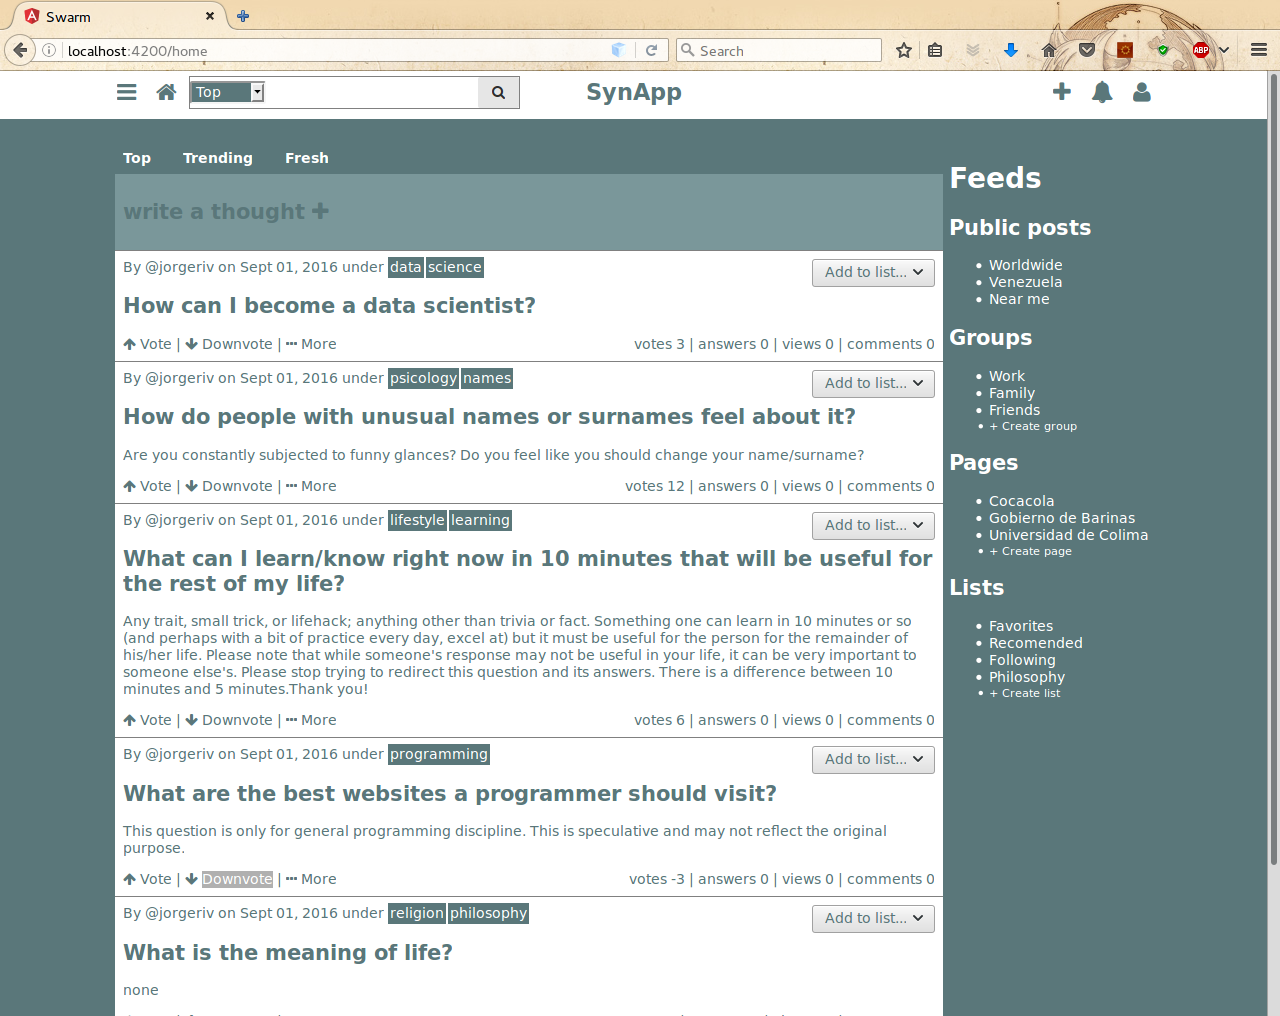 Swarm
localhost:4200/home
Search
ABP
Top
SynApp
Top Trending Fresh
write a thought
By @jorgeriv on Sept 01, 2016 under data science
Add to list...
How can I become a data scientist?
Vote | Downvote | More
votes 3 | answers 0 | views 0 | comments 0
By @jorgeriv on Sept 01, 2016 under psicology names
Add to list...
How do people with unusual names or surnames feel about it?
Are you constantly subjected to funny glances? Do you feel like you should change your name/surname?
Vote | Downvote | More
votes 12 | answers 0 | views 0 | comments 0
By @jorgeriv on Sept 01, 2016 under lifestyle learning
Add to list...
What can I learn/know right now in 10 minutes that will be useful for
the rest of my life?
Any trait, small trick, or lifehack; anything other than trivia or fact. Something one can learn in 10 minutes or so
(and perhaps with a bit of practice every day, excel at) but it must be useful for the person for the remainder of
his/her life. Please note that while someone's response may not be useful in your life, it can be very important to
someone else's. Please stop trying to redirect this question and its answers. There is a difference between 10
minutes and 5 minutes.Thank you!
Vote | Downvote | More
votes 6 | answers 0 | views 0 | comments 0
By @jorgeriv on Sept 01, 2016 under programming
Add to list...
What are the best websites a programmer should visit?
This question is only for general programming discipline. This is speculative and may not reflect the original
purpose.
Vote | Downvote | More
votes -3 | answers 0 | views 0 | comments 0
By @jorgeriv on Sept 01, 2016 under religion philosophy
Add to list...
What is the meaning of life?
none
Feeds
Public posts
Worldwide
Venezuela
Near me
Groups
Work
Family
Friends
+ Create group
Pages
Cocacola
Gobierno de Barinas
Universidad de Colima
+ Create page
Lists
Favorites
Recomended
Following
Philosophy
+ Create list